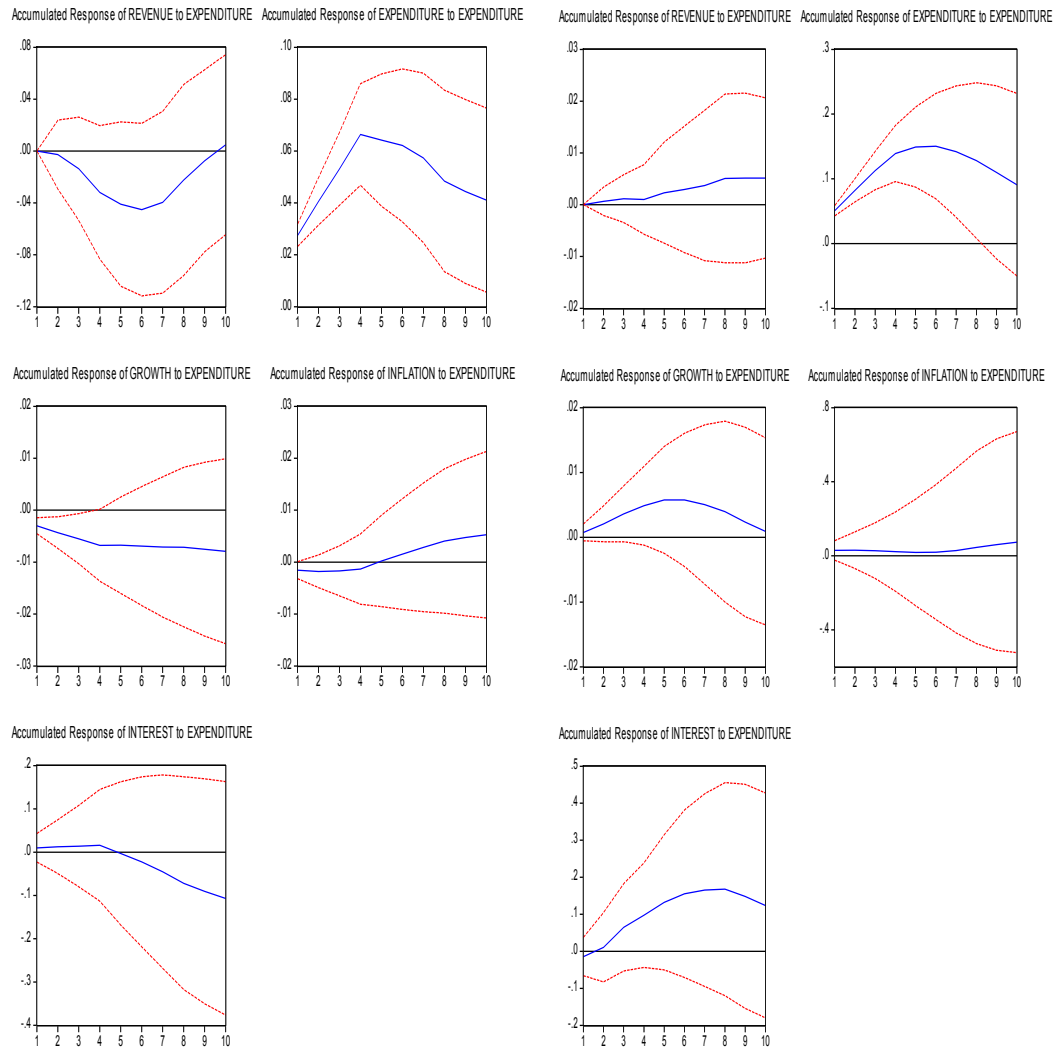 Accumulated Response of REVENUE to EXPENDITURE
.08
.04
.00
-.04
-.08
-.12
1 2 3 4 5 6 7 8 9 10
Accumulated Response of EXPENDITURE to EXPENDITURE
.10
.08
.06
.04
.02
.00
1 2 3 4 5 6 7 8 9 10
Accumulated Response of REVENUE to EXPENDITURE
.03
.02
.01
.00
-.01
-.02
1 2 3 4 5 6 7 8 9 10
Accumulated Response of EXPENDITURE to EXPENDITURE
.3
.2
.1
.0
-.1
1 2 3 4 5 6 7 8 9 10
Accumulated Response of GROWTH to EXPENDITURE
.02
.01
.00
-.01
-.02
-.03
1 2 3 4 5 6 7 8 9 10
Accumulated Response of INFLATION to EXPENDITURE
.03
.02
.01
.00
-.01
-.02
1 2 3 4 5 6 7 8 9 10
Accumulated Response of GROWTH to EXPENDITURE
.02
.01
.00
-.01
-.02
1 2 3 4 5 6 7 8 9 10
Accumulated Response of INFLATION to EXPENDITURE
.8
.4
.0
-.4
1 2 3 4 5 6 7 8 9 10
Accumulated Response of INTEREST to EXPENDITURE
.2
.1
.0
-.1
-.2
-.3
-.4
1 2 3 4 5 6 7 8 9 10
Accumulated Response of INTEREST to EXPENDITURE
.5
.4
.3
.2
.1
.0
-.1
-.2
1 2 3 4 5 6 7 8 9 10